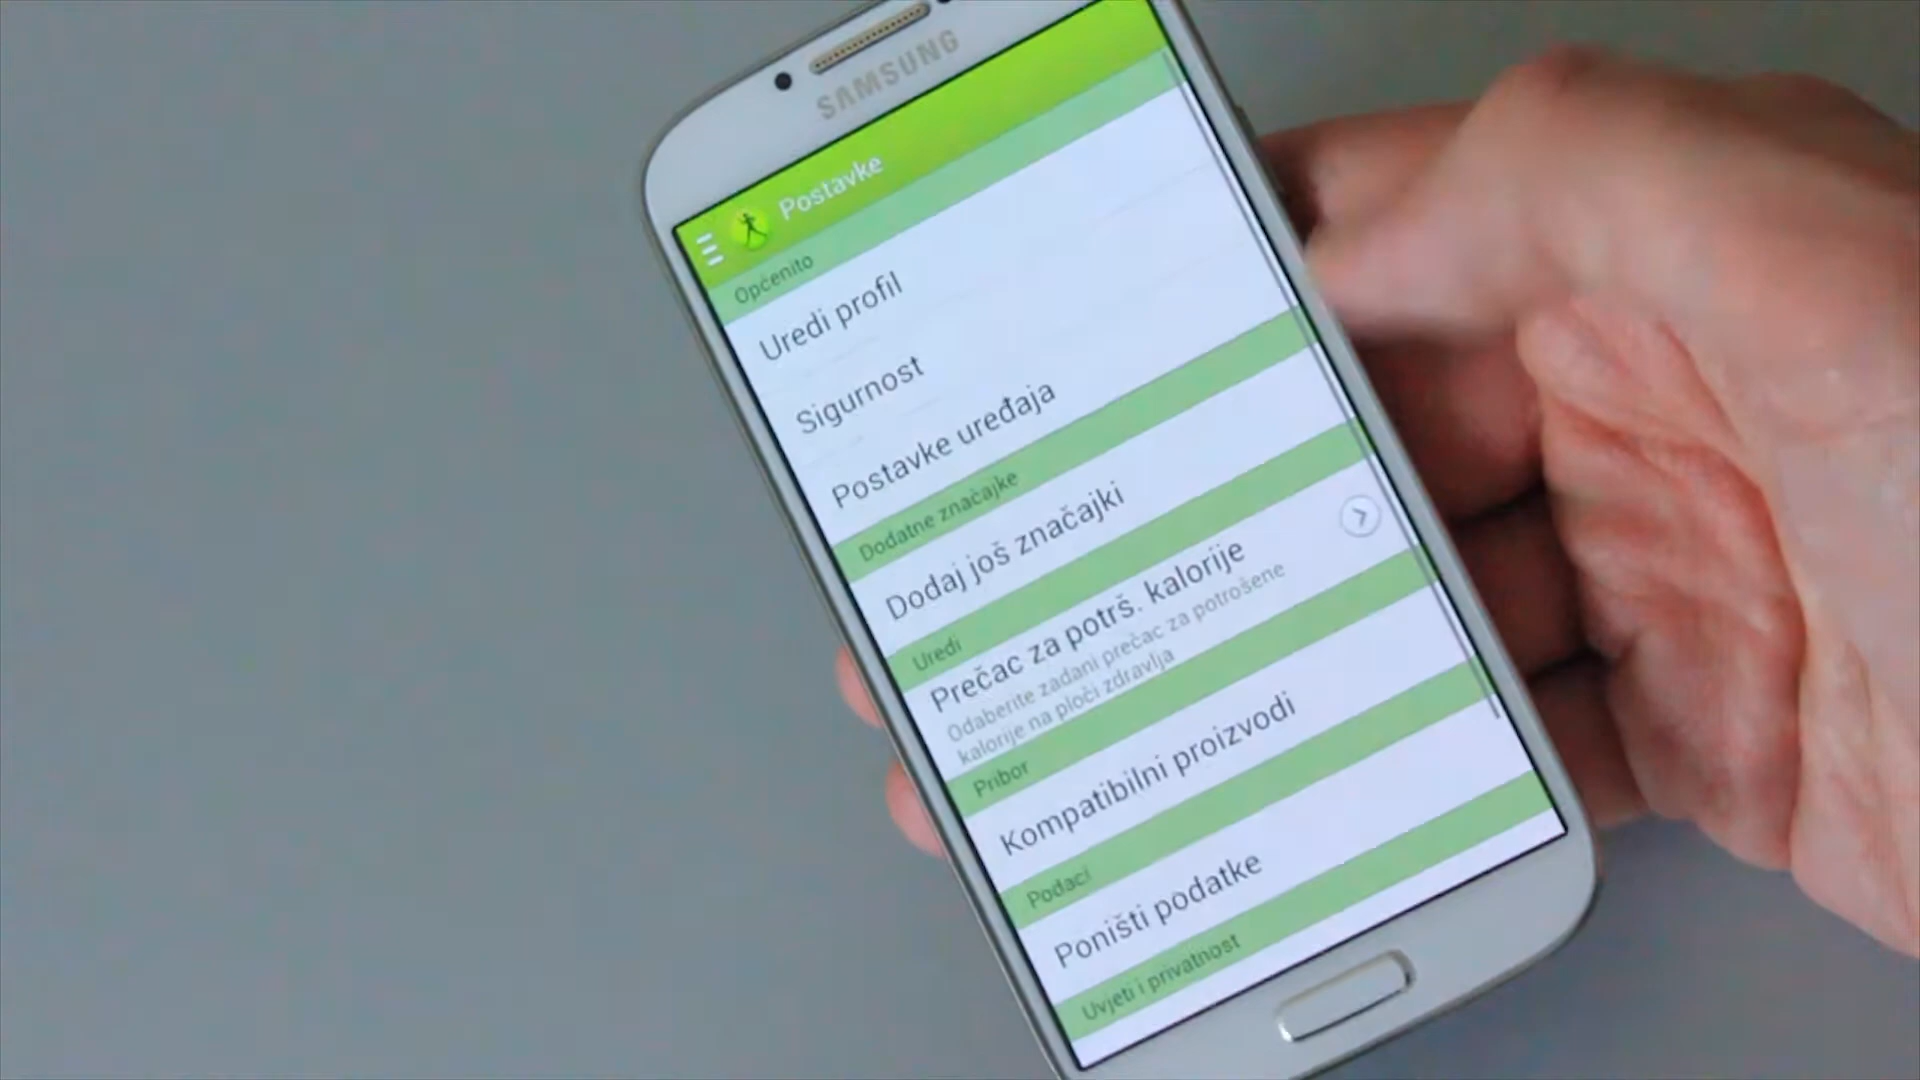 SAMSUNG
Postavke
Općenito
Uredi profil
Sigurnost
Postavke uređaja
Dodatne značajke
Dodaj još značajki
Uredi
Prečac za potrš. kalorije
Odaberite zadani prečac za potrošene
kalorije na ploči zdravlja
Pribor
Kompatibilni proizvodi
Podaci
Poništi podatke
Uvjeti i privatnost